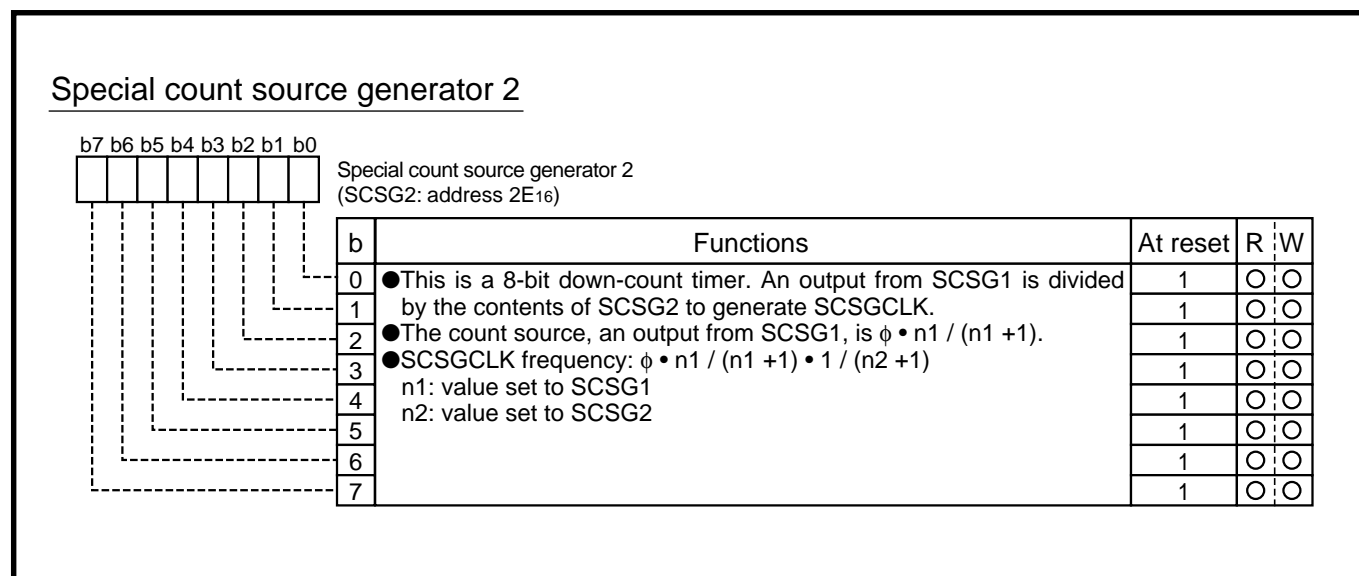 Special count source generator 2
b7 b6 b5 b4 b3 b2 b1 b0
Special count source generator 2
(SCSG2: address 2E16)
b Functions At reset R W
0 ●This is a 8-bit down-count timer. An output from SCSG1 is divided 1 O O
1 by the contents of SCSG2 to generate SCSGCLK. 1 O O
2 ●The count source, an output from SCSG1, is ϕ • n1 / (n1 +1). 1 O O
3 ●SCSGCLK frequency: ϕ • n1 / (n1 +1) • 1 / (n2 +1) 1 O O
n1: value set to SCSG1
4 1 O O
n2: value set to SCSG2
5 1 O O
6 1 O O
7 1 O O